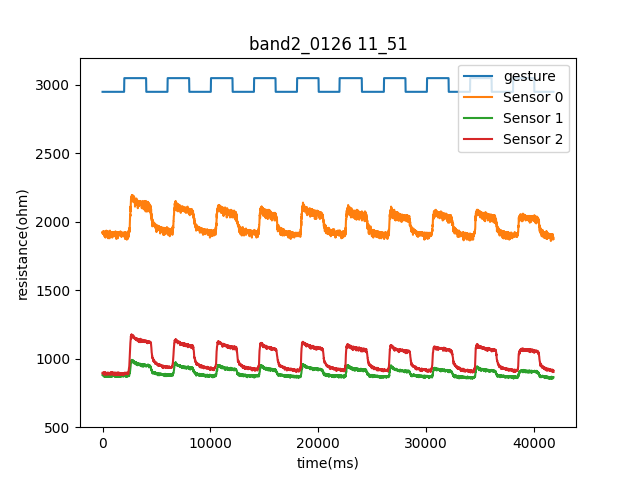 band2_0126 11_51
gesture
Sensor 0
Sensor 1
Sensor 2
3000
2500
2000
1500
1000
500
resistance(ohm)
0
10000
20000
30000
40000
time(ms)